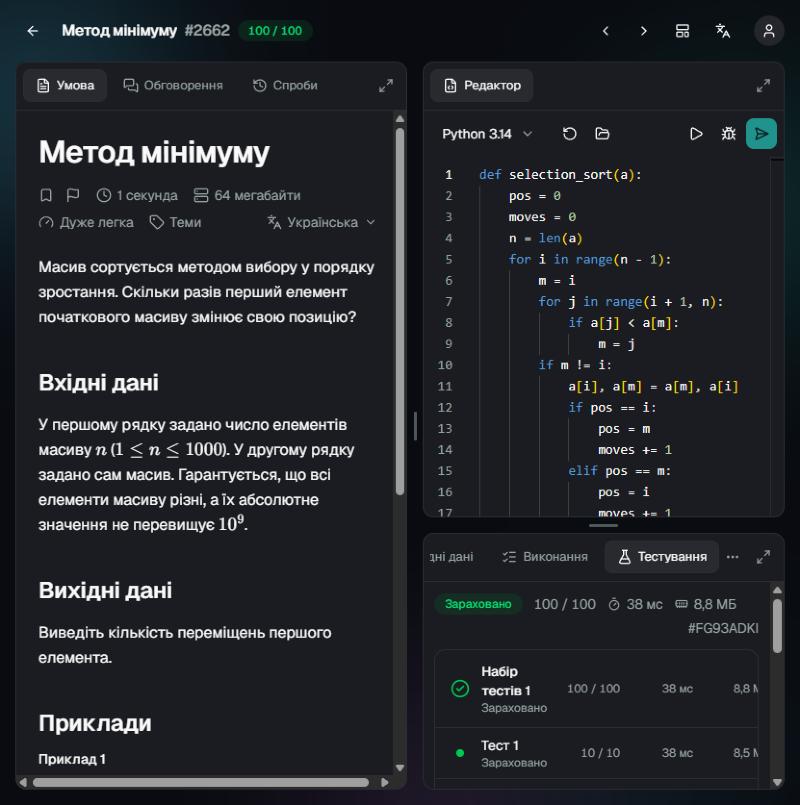 Метод мінімуму #2662 100 / 100
Умова Обговорення Спроби
Метод мінімуму
1 секунда 64 мегабайти
Дуже легка Теми Українська
Масив сортується методом вибору у порядку
зростання. Скільки разів перший елемент
початкового масиву змінює свою позицію?
Вхідні дані
У першому рядку задано число елементів
масиву n (1 ≤ n ≤ 1000). У другому рядку
задано сам масив. Гарантується, що всі
елементи масиву різні, а їх абсолютне
значення не перевищує 10⁹.
Вихідні дані
Виведіть кількість переміщень першого
елемента.
Приклади
Приклад 1
Редактор
Python 3.14
1 def selection_sort(a):
2 pos = 0
3 moves = 0
4 n = len(a)
5 for i in range(n - 1):
6 m = i
7 for j in range(i + 1, n):
8 if a[j] < a[m]:
9 m = j
10 if m != i:
11 a[i], a[m] = a[m], a[i]
12 if pos == i:
13 pos = m
14 moves += 1
15 elif pos == m:
16 pos = i
17 moves += 1
дні дані Виконання Тестування
Зараховано 100 / 100 38 мс 8,8 МБ
#FG93ADKI
Набір
тестів 1 100 / 100 38 мс 8,8
Зараховано
Тест 1 10 / 10 38 мс 8,5
Зараховано